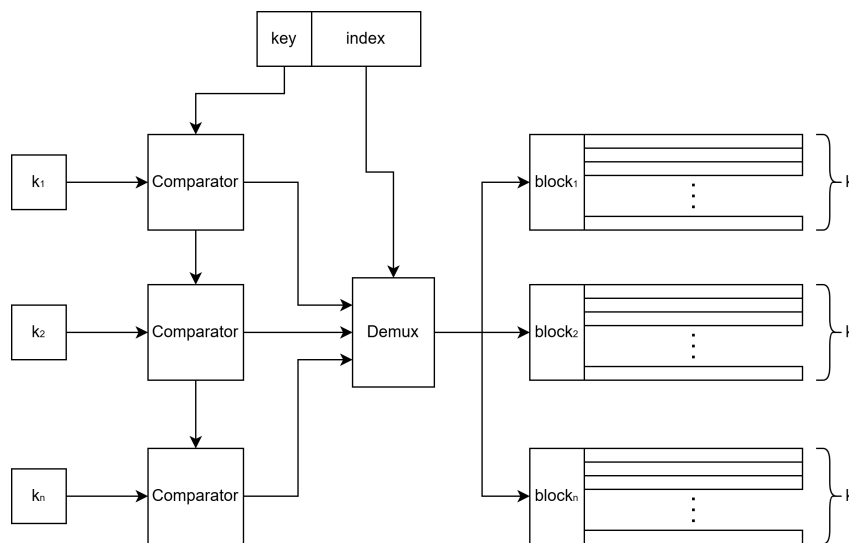 key index
k₁ Comparator block₁ k
k₂ Comparator Demux block₂ k
kₙ Comparator blockₙ k